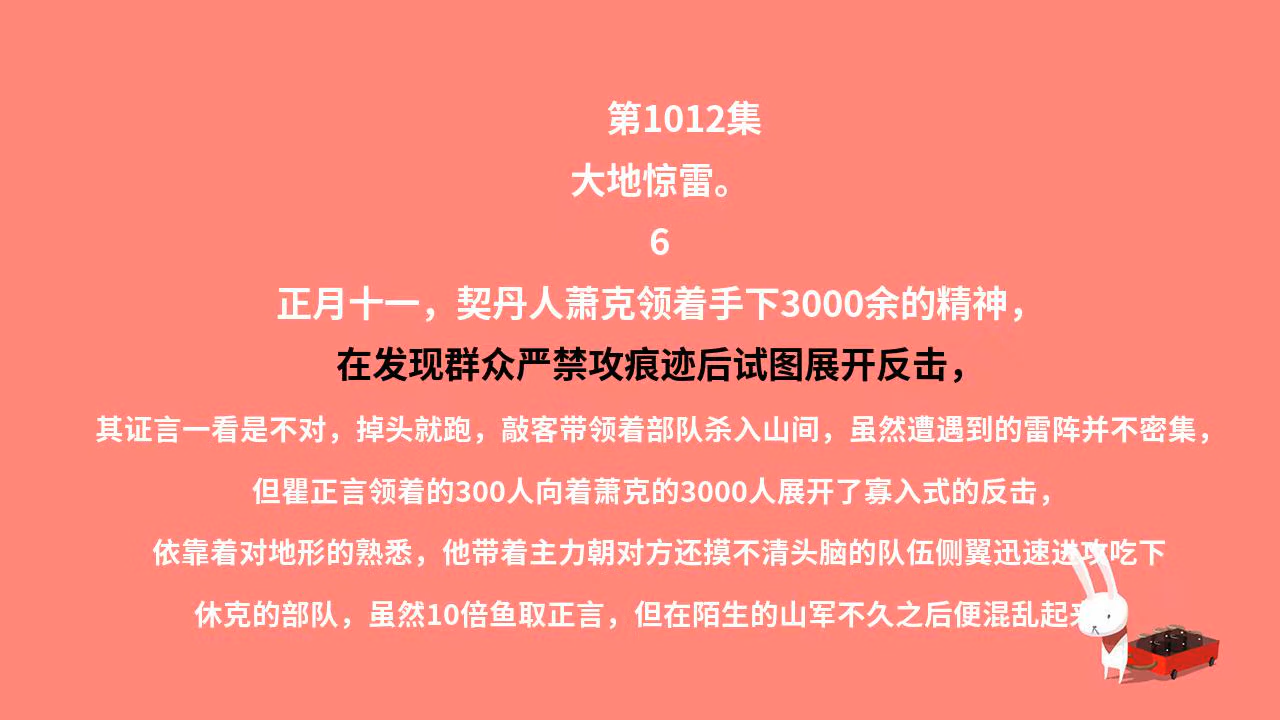 第1012集
大地惊雷。
6
正月十一，契丹人萧克领着手下3000余的精神，
在发现群众严禁攻痕迹后试图展开反击，
其证言一看是不对，掉头就跑，敲客带领着部队杀入山间，虽然遭遇到的雷阵并不密集，
但瞿正言领着的300人向着萧克的3000人展开了寡入式的反击，
依靠着对地形的熟悉，他带着主力朝对方还摸不清头脑的队伍侧翼迅速进攻吃下
休克的部队，虽然10倍鱼取正言，但在陌生的山军不久之后便混乱起来